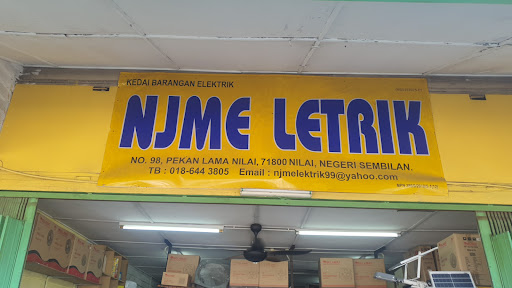 KEDAI BARANGAN ELEKTRIK
NJME LETRIK
NO. 98, PEKAN LAMA NILAI, 71800 NILAI, NEGERI SEMBILAN.
TB : 018-644 3805 Email : njmelektrik99@yahoo.com